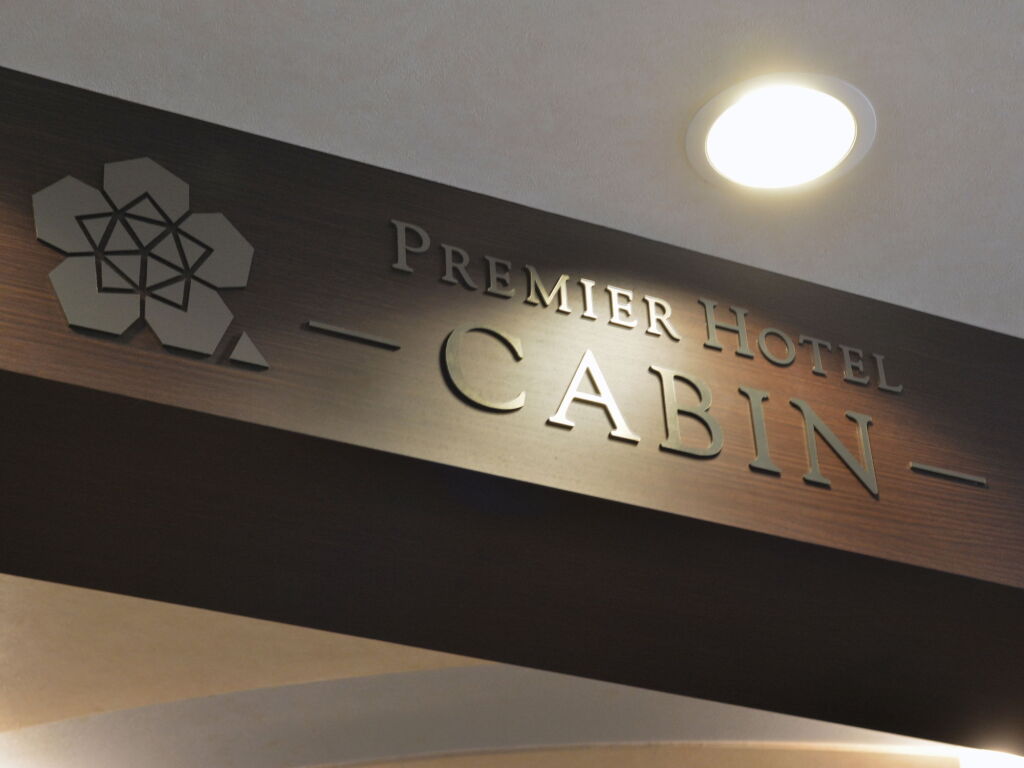 PREMIER HOTEL
— CABIN —